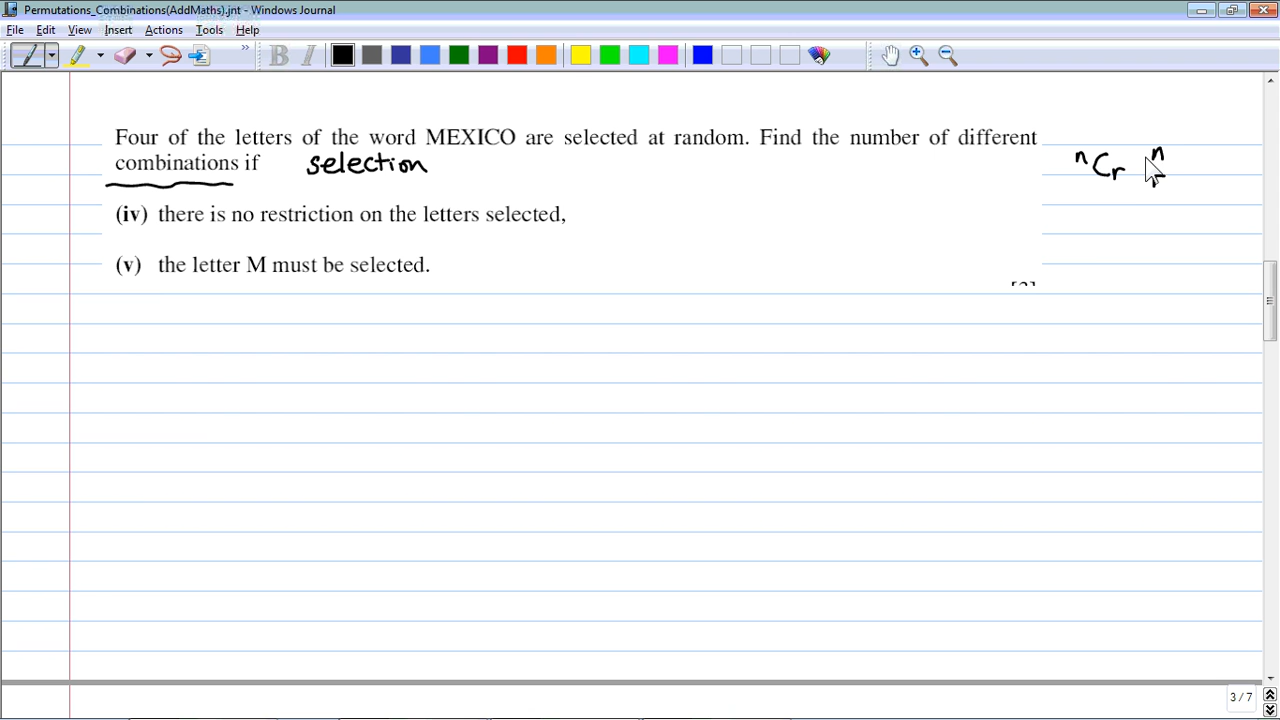 Permutations_Combinations(AddMaths).jnt - Windows Journal
File Edit View Insert Actions Tools Help
B I
Four of the letters of the word MEXICO are selected at random. Find the number of different
combinations if selection
nCr n
(iv) there is no restriction on the letters selected,
(v) the letter M must be selected.
3 / 7